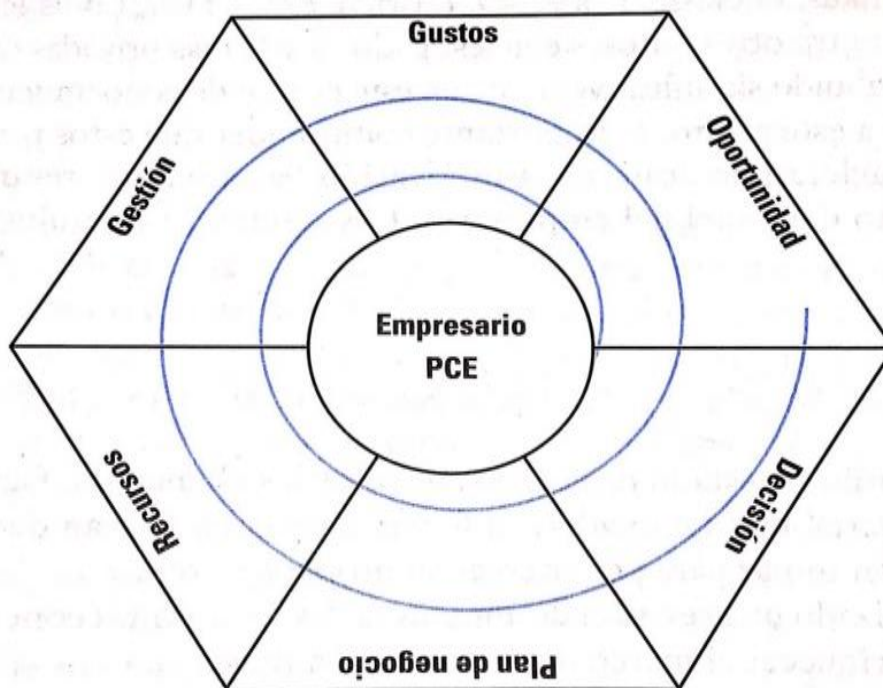 Gustos
Oportunidad
Decisión
Plan de negocio
Recursos
Gestión
Empresario
PCE